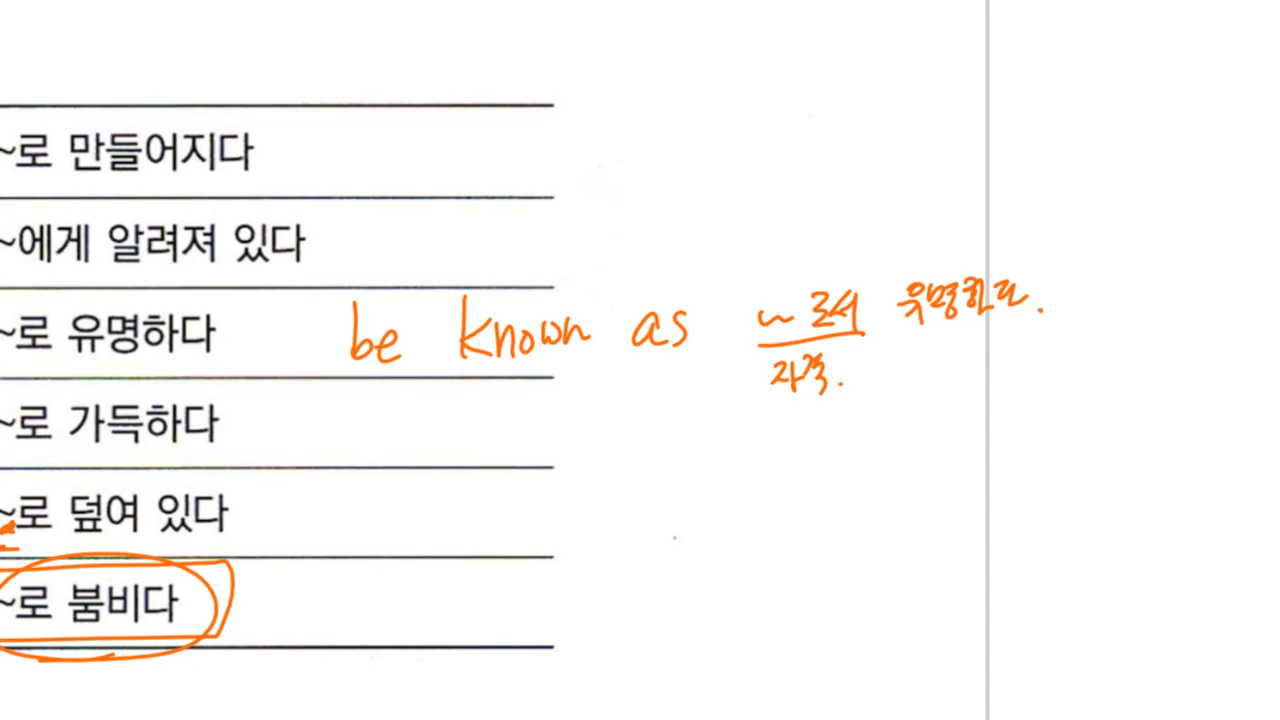 ~로 만들어지다
~에게 알려져 있다
~로 유명하다 be known as ~로서 유명하다.
자격.
~로 가득하다
~로 덮여 있다
~로 붐비다